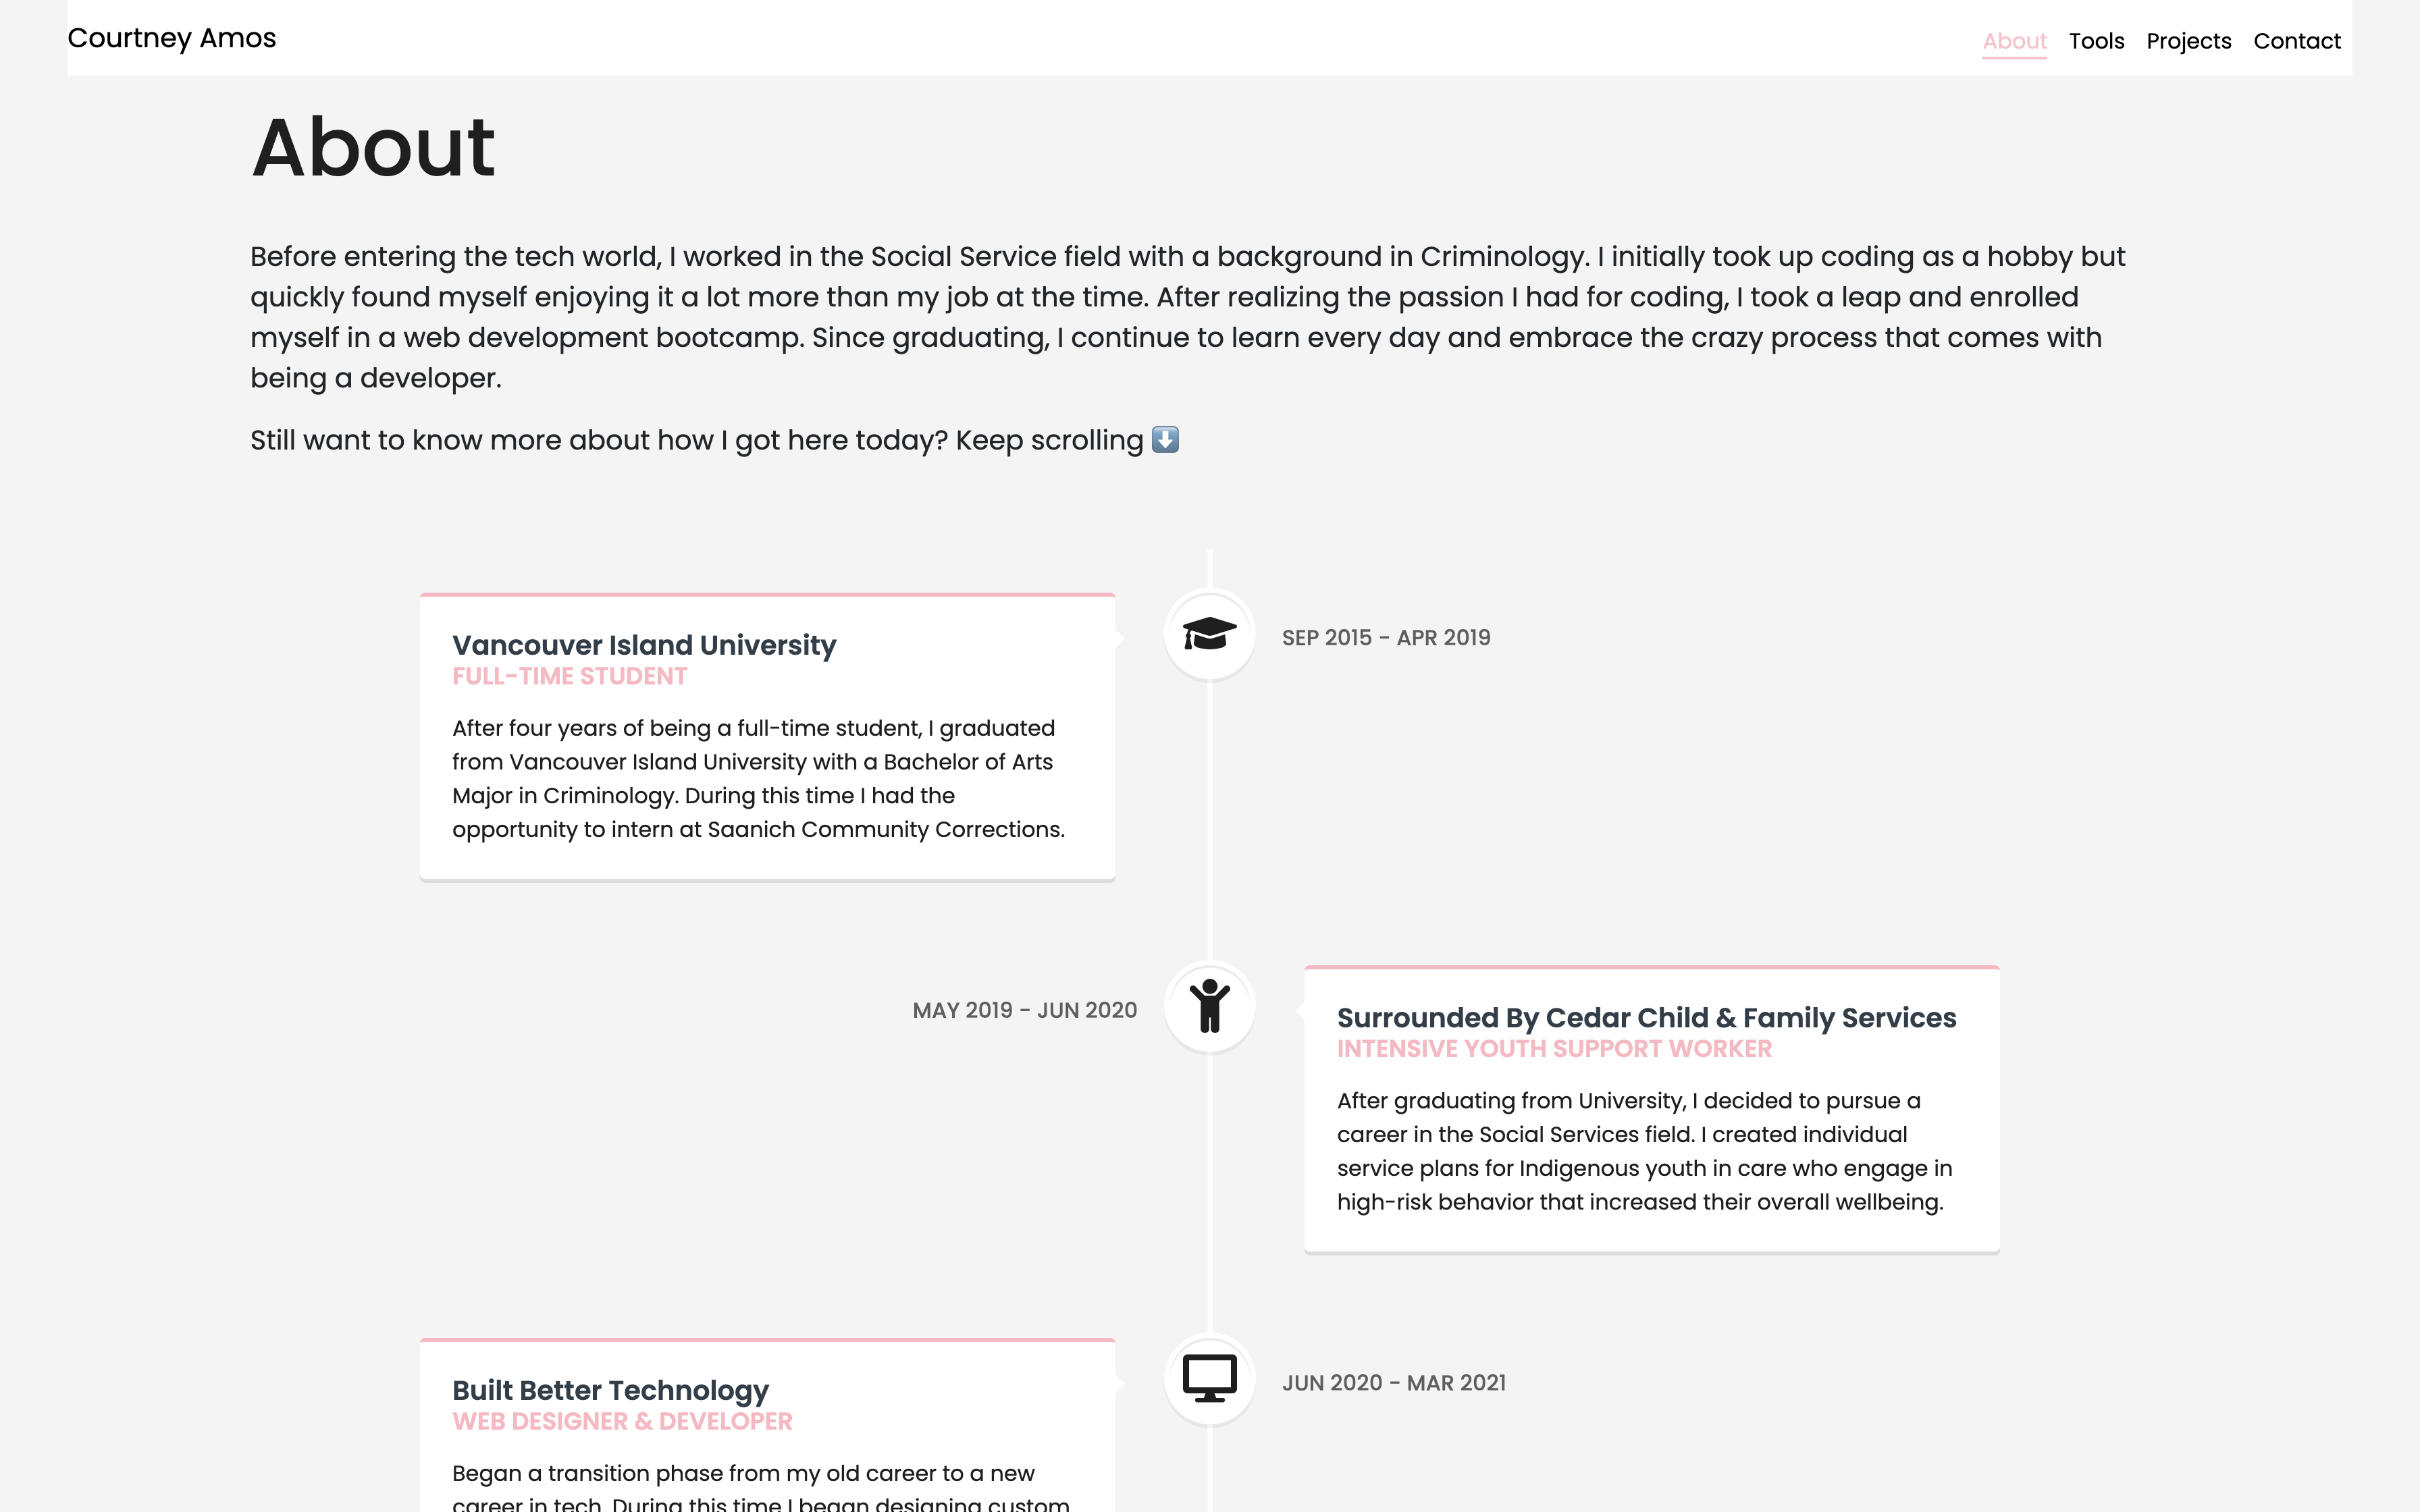 Courtney Amos
About Tools Projects Contact
About
Before entering the tech world, I worked in the Social Service field with a background in Criminology. I initially took up coding as a hobby but
quickly found myself enjoying it a lot more than my job at the time. After realizing the passion I had for coding, I took a leap and enrolled
myself in a web development bootcamp. Since graduating, I continue to learn every day and embrace the crazy process that comes with
being a developer.
Still want to know more about how I got here today? Keep scrolling ⬇️
Vancouver Island University
FULL-TIME STUDENT
After four years of being a full-time student, I graduated
from Vancouver Island University with a Bachelor of Arts
Major in Criminology. During this time I had the
opportunity to intern at Saanich Community Corrections.
SEP 2015 - APR 2019
MAY 2019 - JUN 2020
Surrounded By Cedar Child & Family Services
INTENSIVE YOUTH SUPPORT WORKER
After graduating from University, I decided to pursue a
career in the Social Services field. I created individual
service plans for Indigenous youth in care who engage in
high-risk behavior that increased their overall wellbeing.
Built Better Technology
WEB DESIGNER & DEVELOPER
Began a transition phase from my old career to a new
career in tech. During this time I began designing custom
JUN 2020 - MAR 2021